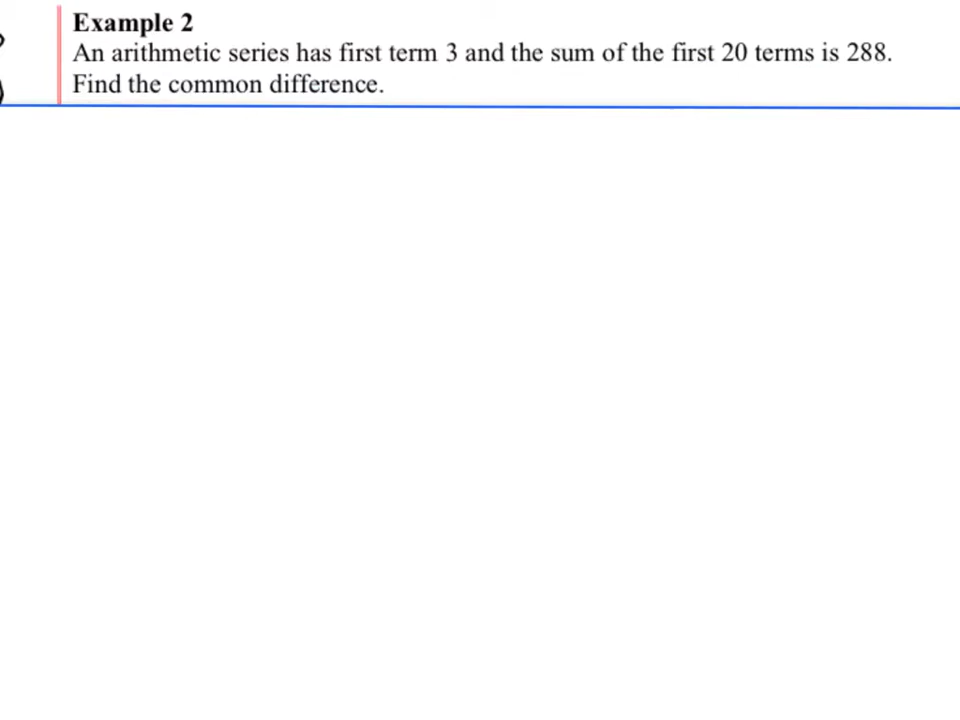 Example 2
An arithmetic series has first term 3 and the sum of the first 20 terms is 288.
Find the common difference.